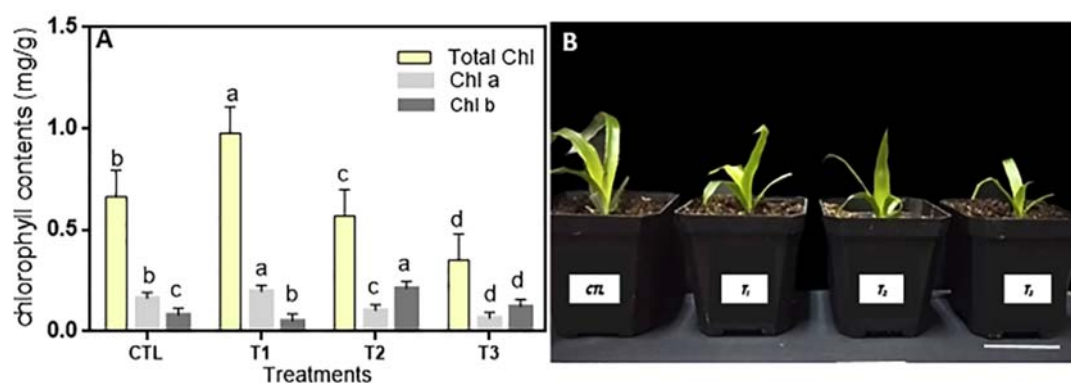 A
chlorophyll contents (mg/g)
1.5
1.0
0.5
0.0
Total Chl
Chl a
Chl b
b
b
c
a
a
b
c
c
a
d
d
d
CTL
T1
T2
T3
Treatments
B
CTL
T₁
T₂
T₃